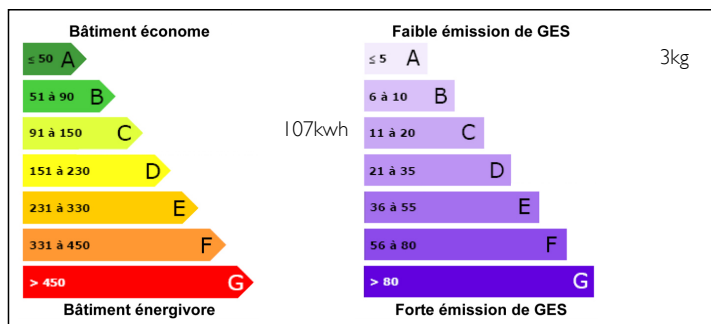 Bâtiment économe
≤ 50 A
51 à 90 B
91 à 150 C
107kwh
151 à 230 D
231 à 330 E
331 à 450 F
> 450 G
Bâtiment énergivore
Faible émission de GES
≤ 5 A
3kg
6 à 10 B
11 à 20 C
21 à 35 D
36 à 55 E
56 à 80 F
> 80 G
Forte émission de GES